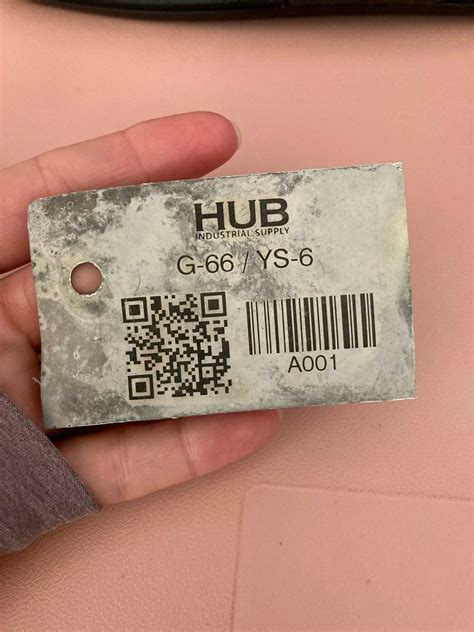 HUB
INDUSTRIAL SUPPLY
G-66 / YS-6
A001